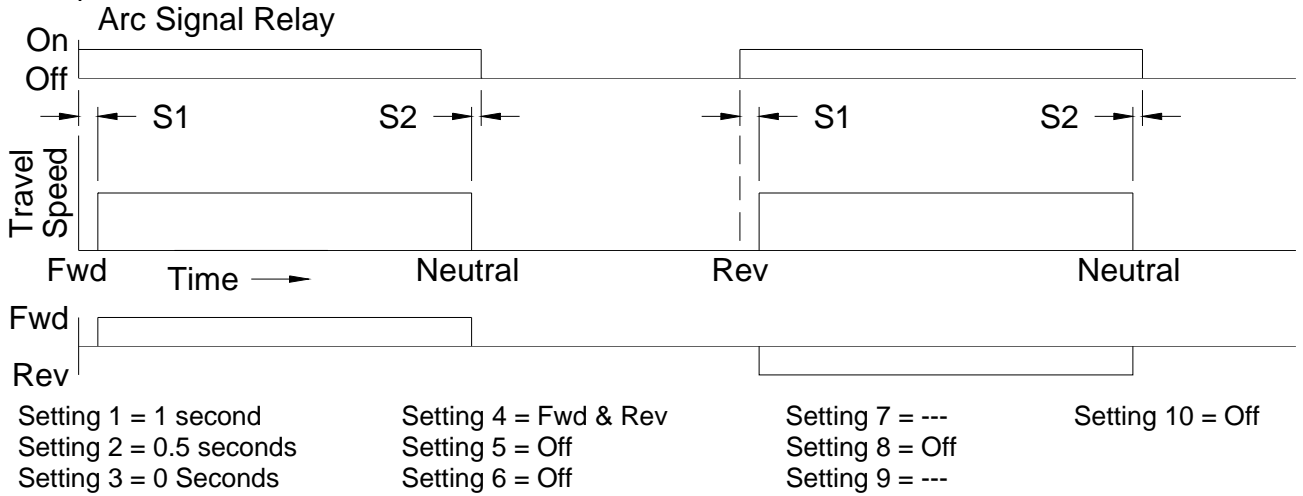 Arc Signal Relay
On
Off
S1 S2 S1 S2
Travel
Speed
Fwd Time Neutral Rev Neutral
Fwd
Rev
Setting 1 = 1 second Setting 4 = Fwd & Rev Setting 7 = --- Setting 10 = Off
Setting 2 = 0.5 seconds Setting 5 = Off Setting 8 = Off
Setting 3 = 0 Seconds Setting 6 = Off Setting 9 = ---